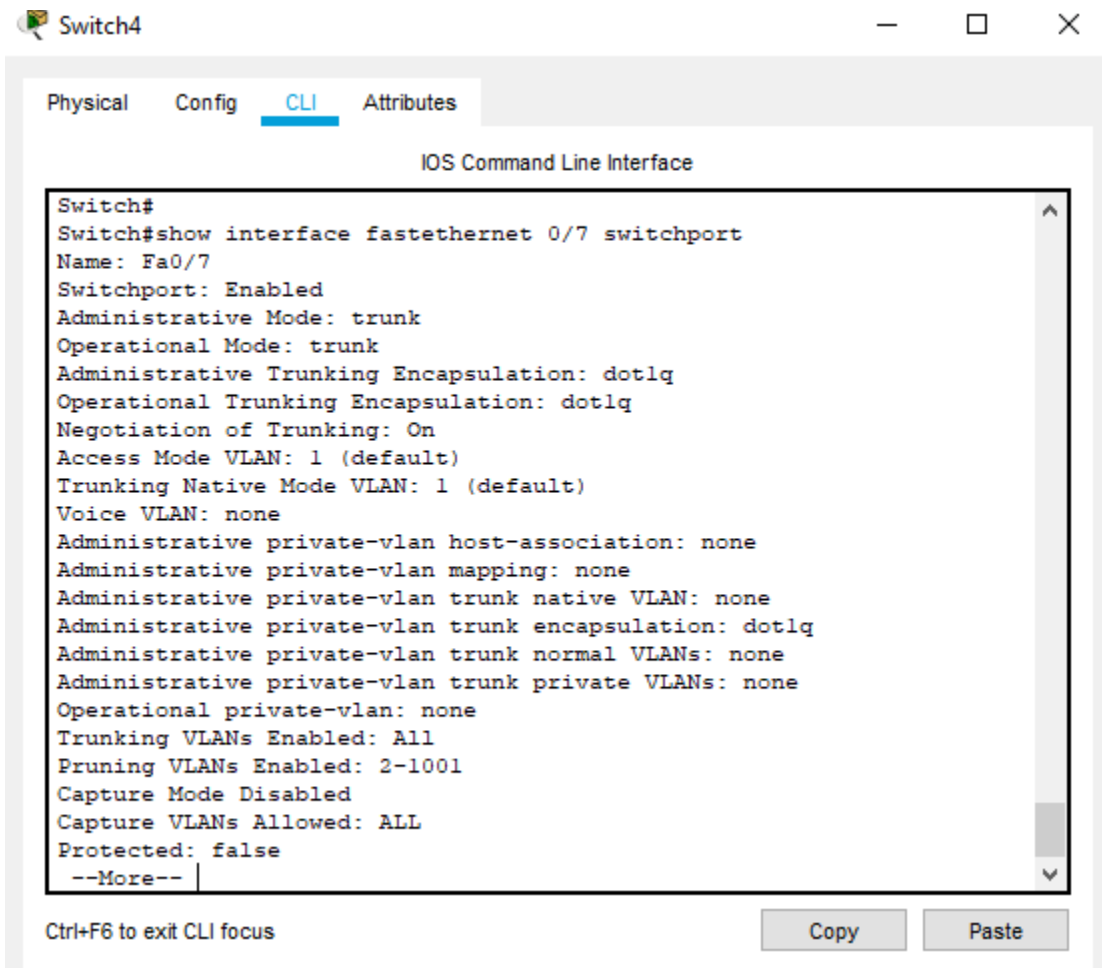 Switch4
Physical Config CLI Attributes
IOS Command Line Interface
Switch#
Switch#show interface fastethernet 0/7 switchport
Name: Fa0/7
Switchport: Enabled
Administrative Mode: trunk
Operational Mode: trunk
Administrative Trunking Encapsulation: dot1q
Operational Trunking Encapsulation: dot1q
Negotiation of Trunking: On
Access Mode VLAN: 1 (default)
Trunking Native Mode VLAN: 1 (default)
Voice VLAN: none
Administrative private-vlan host-association: none
Administrative private-vlan mapping: none
Administrative private-vlan trunk native VLAN: none
Administrative private-vlan trunk encapsulation: dot1q
Administrative private-vlan trunk normal VLANs: none
Administrative private-vlan trunk private VLANs: none
Operational private-vlan: none
Trunking VLANs Enabled: All
Pruning VLANs Enabled: 2-1001
Capture Mode Disabled
Capture VLANs Allowed: ALL
Protected: false
--More--
Ctrl+F6 to exit CLI focus Copy Paste